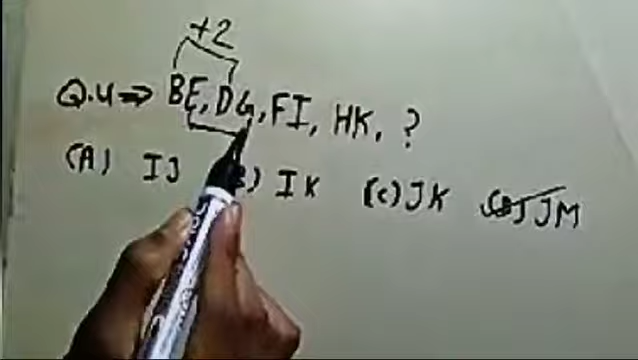 +2
Q.4⇒ BE, DG, FI, HK, ?
(A) IJ B) IK (C) JK JM